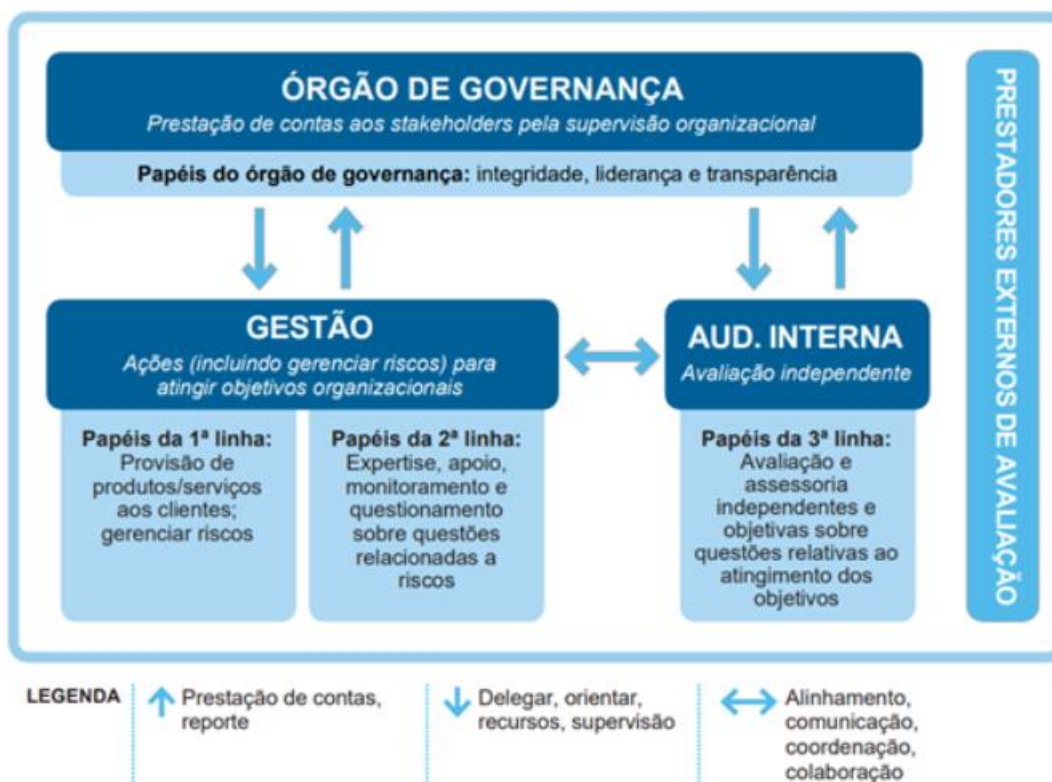 ÓRGÃO DE GOVERNANÇA
Prestação de contas aos stakeholders pela supervisão organizacional
Papéis do órgão de governança: integridade, liderança e transparência
GESTÃO
Ações (incluindo gerenciar riscos) para
atingir objetivos organizacionais
Papéis da 1ª linha:
Provisão de
produtos/serviços
aos clientes;
gerenciar riscos
Papéis da 2ª linha:
Expertise, apoio,
monitoramento e
questionamento
sobre questões
relacionadas a
riscos
AUD. INTERNA
Avaliação independente
Papéis da 3ª linha:
Avaliação e
assessoria
independentes e
objetivas sobre
questões relativas ao
atingimento dos
objetivos
PRESTADORES EXTERNOS DE AVALIAÇÃO
LEGENDA
Prestação de contas,
reporte
Delegar, orientar,
recursos, supervisão
Alinhamento,
comunicação,
coordenação,
colaboração